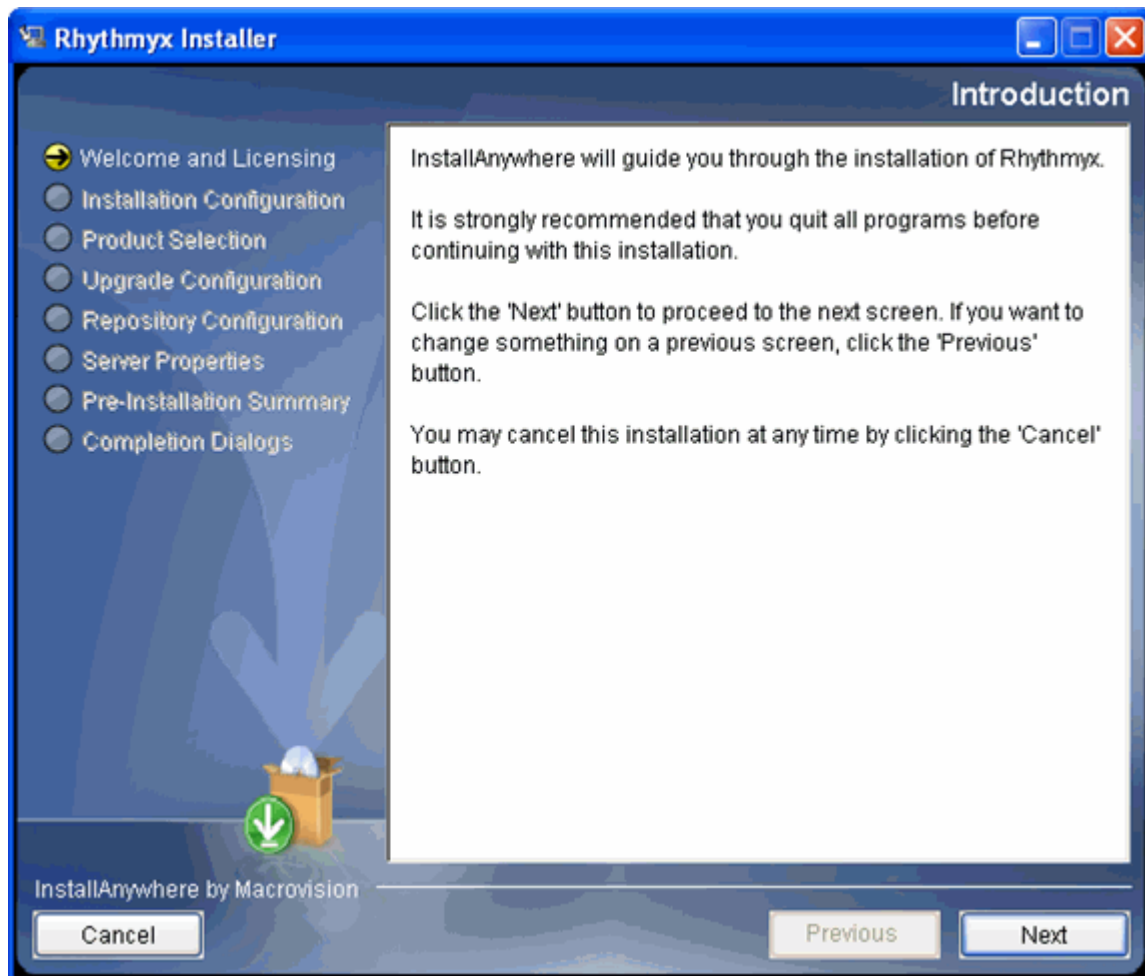 Rhythmyx Installer
Introduction
Welcome and Licensing
Installation Configuration
Product Selection
Upgrade Configuration
Repository Configuration
Server Properties
Pre-Installation Summary
Completion Dialogs
InstallAnywhere will guide you through the installation of Rhythmyx.
It is strongly recommended that you quit all programs before
continuing with this installation.
Click the 'Next' button to proceed to the next screen. If you want to
change something on a previous screen, click the 'Previous'
button.
You may cancel this installation at any time by clicking the 'Cancel'
button.
InstallAnywhere by Macrovision
Cancel
Previous
Next